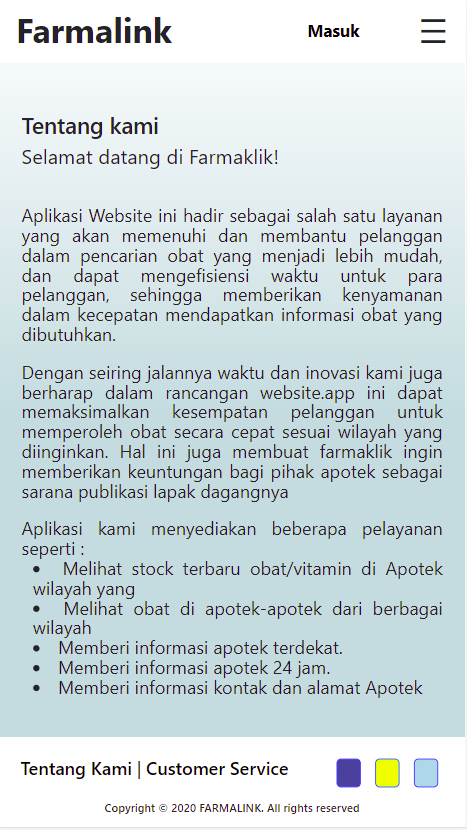 Farmalink
Masuk
Tentang kami
Selamat datang di Farmaklik!
Aplikasi Website ini hadir sebagai salah satu layanan
yang akan memenuhi dan membantu pelanggan
dalam pencarian obat yang menjadi lebih mudah,
dan dapat mengefisiensi waktu untuk para
pelanggan, sehingga memberikan kenyamanan
dalam kecepatan mendapatkan informasi obat yang
dibutuhkan.
Dengan seiring jalannya waktu dan inovasi kami juga
berharap dalam rancangan website.app ini dapat
memaksimalkan kesempatan pelanggan untuk
memperoleh obat secara cepat sesuai wilayah yang
diinginkan. Hal ini juga membuat farmaklik ingin
memberikan keuntungan bagi pihak apotek sebagai
sarana publikasi lapak dagangnya
Aplikasi kami menyediakan beberapa pelayanan
seperti :
• Melihat stock terbaru obat/vitamin di Apotek
wilayah yang
• Melihat obat di apotek-apotek dari berbagai
wilayah
• Memberi informasi apotek terdekat.
• Memberi informasi apotek 24 jam.
• Memberi informasi kontak dan alamat Apotek
Tentang Kami | Customer Service
Copyright © 2020 FARMALINK. All rights reserved